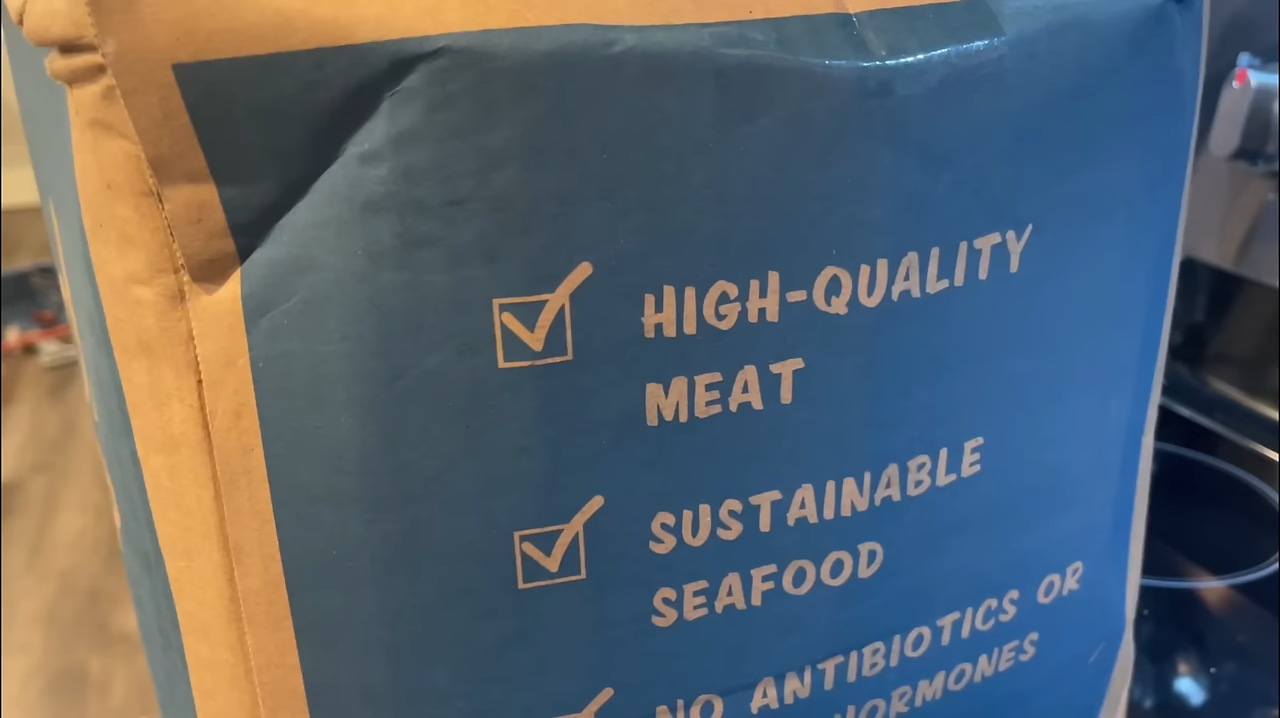 HIGH-QUALITY
MEAT
SUSTAINABLE
SEAFOOD
NO ANTIBIOTICS OR
HORMONES